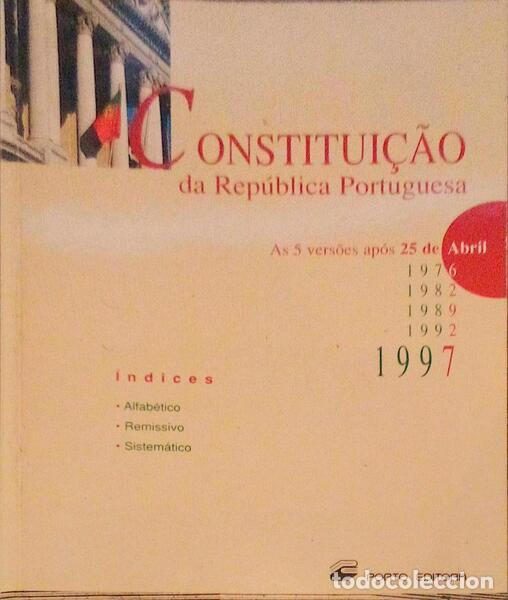 CONSTITUIÇÃO
da República Portuguesa
As 5 versões após 25 de Abril
1976
1982
1989
1992
1997
Índices
• Alfabético
• Remissivo
• Sistemático
PORTO EDITORA
todocoleccion